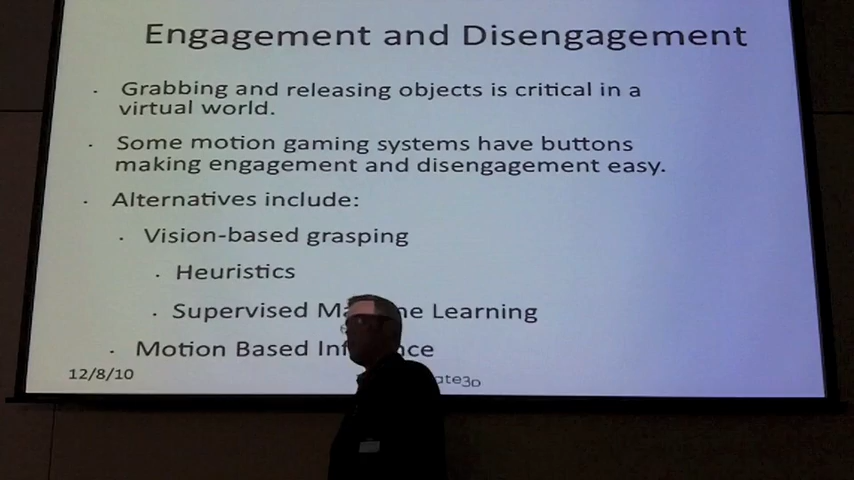 Engagement and Disengagement
· Grabbing and releasing objects is critical in a
virtual world.
· Some motion gaming systems have buttons
making engagement and disengagement easy.
· Alternatives include:
· Vision-based grasping
· Heuristics
· Supervised Learning
· Motion Based
12/8/10